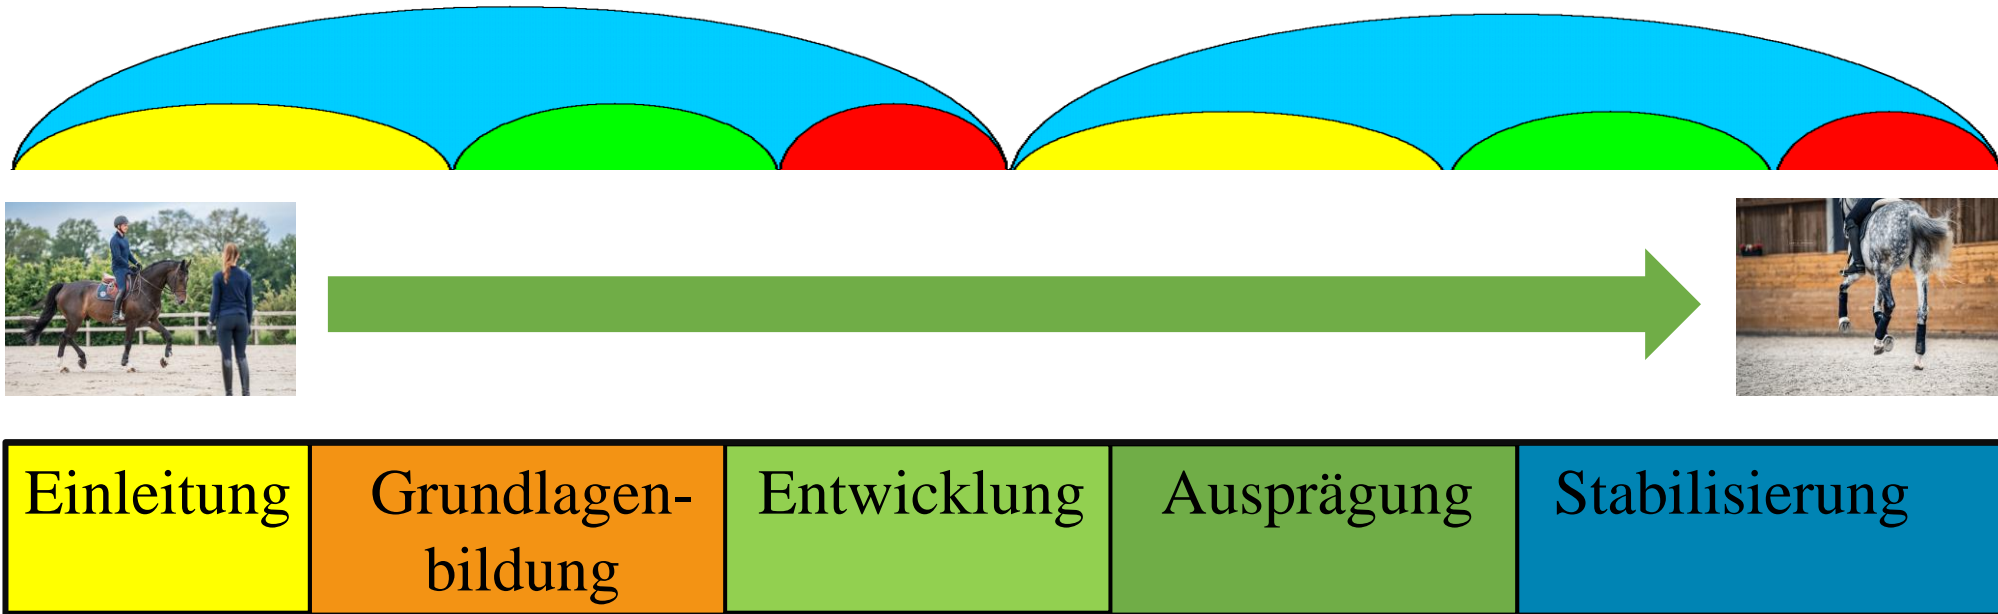 Einleitung
Grundlagen-
bildung
Entwicklung
Ausprägung
Stabilisierung